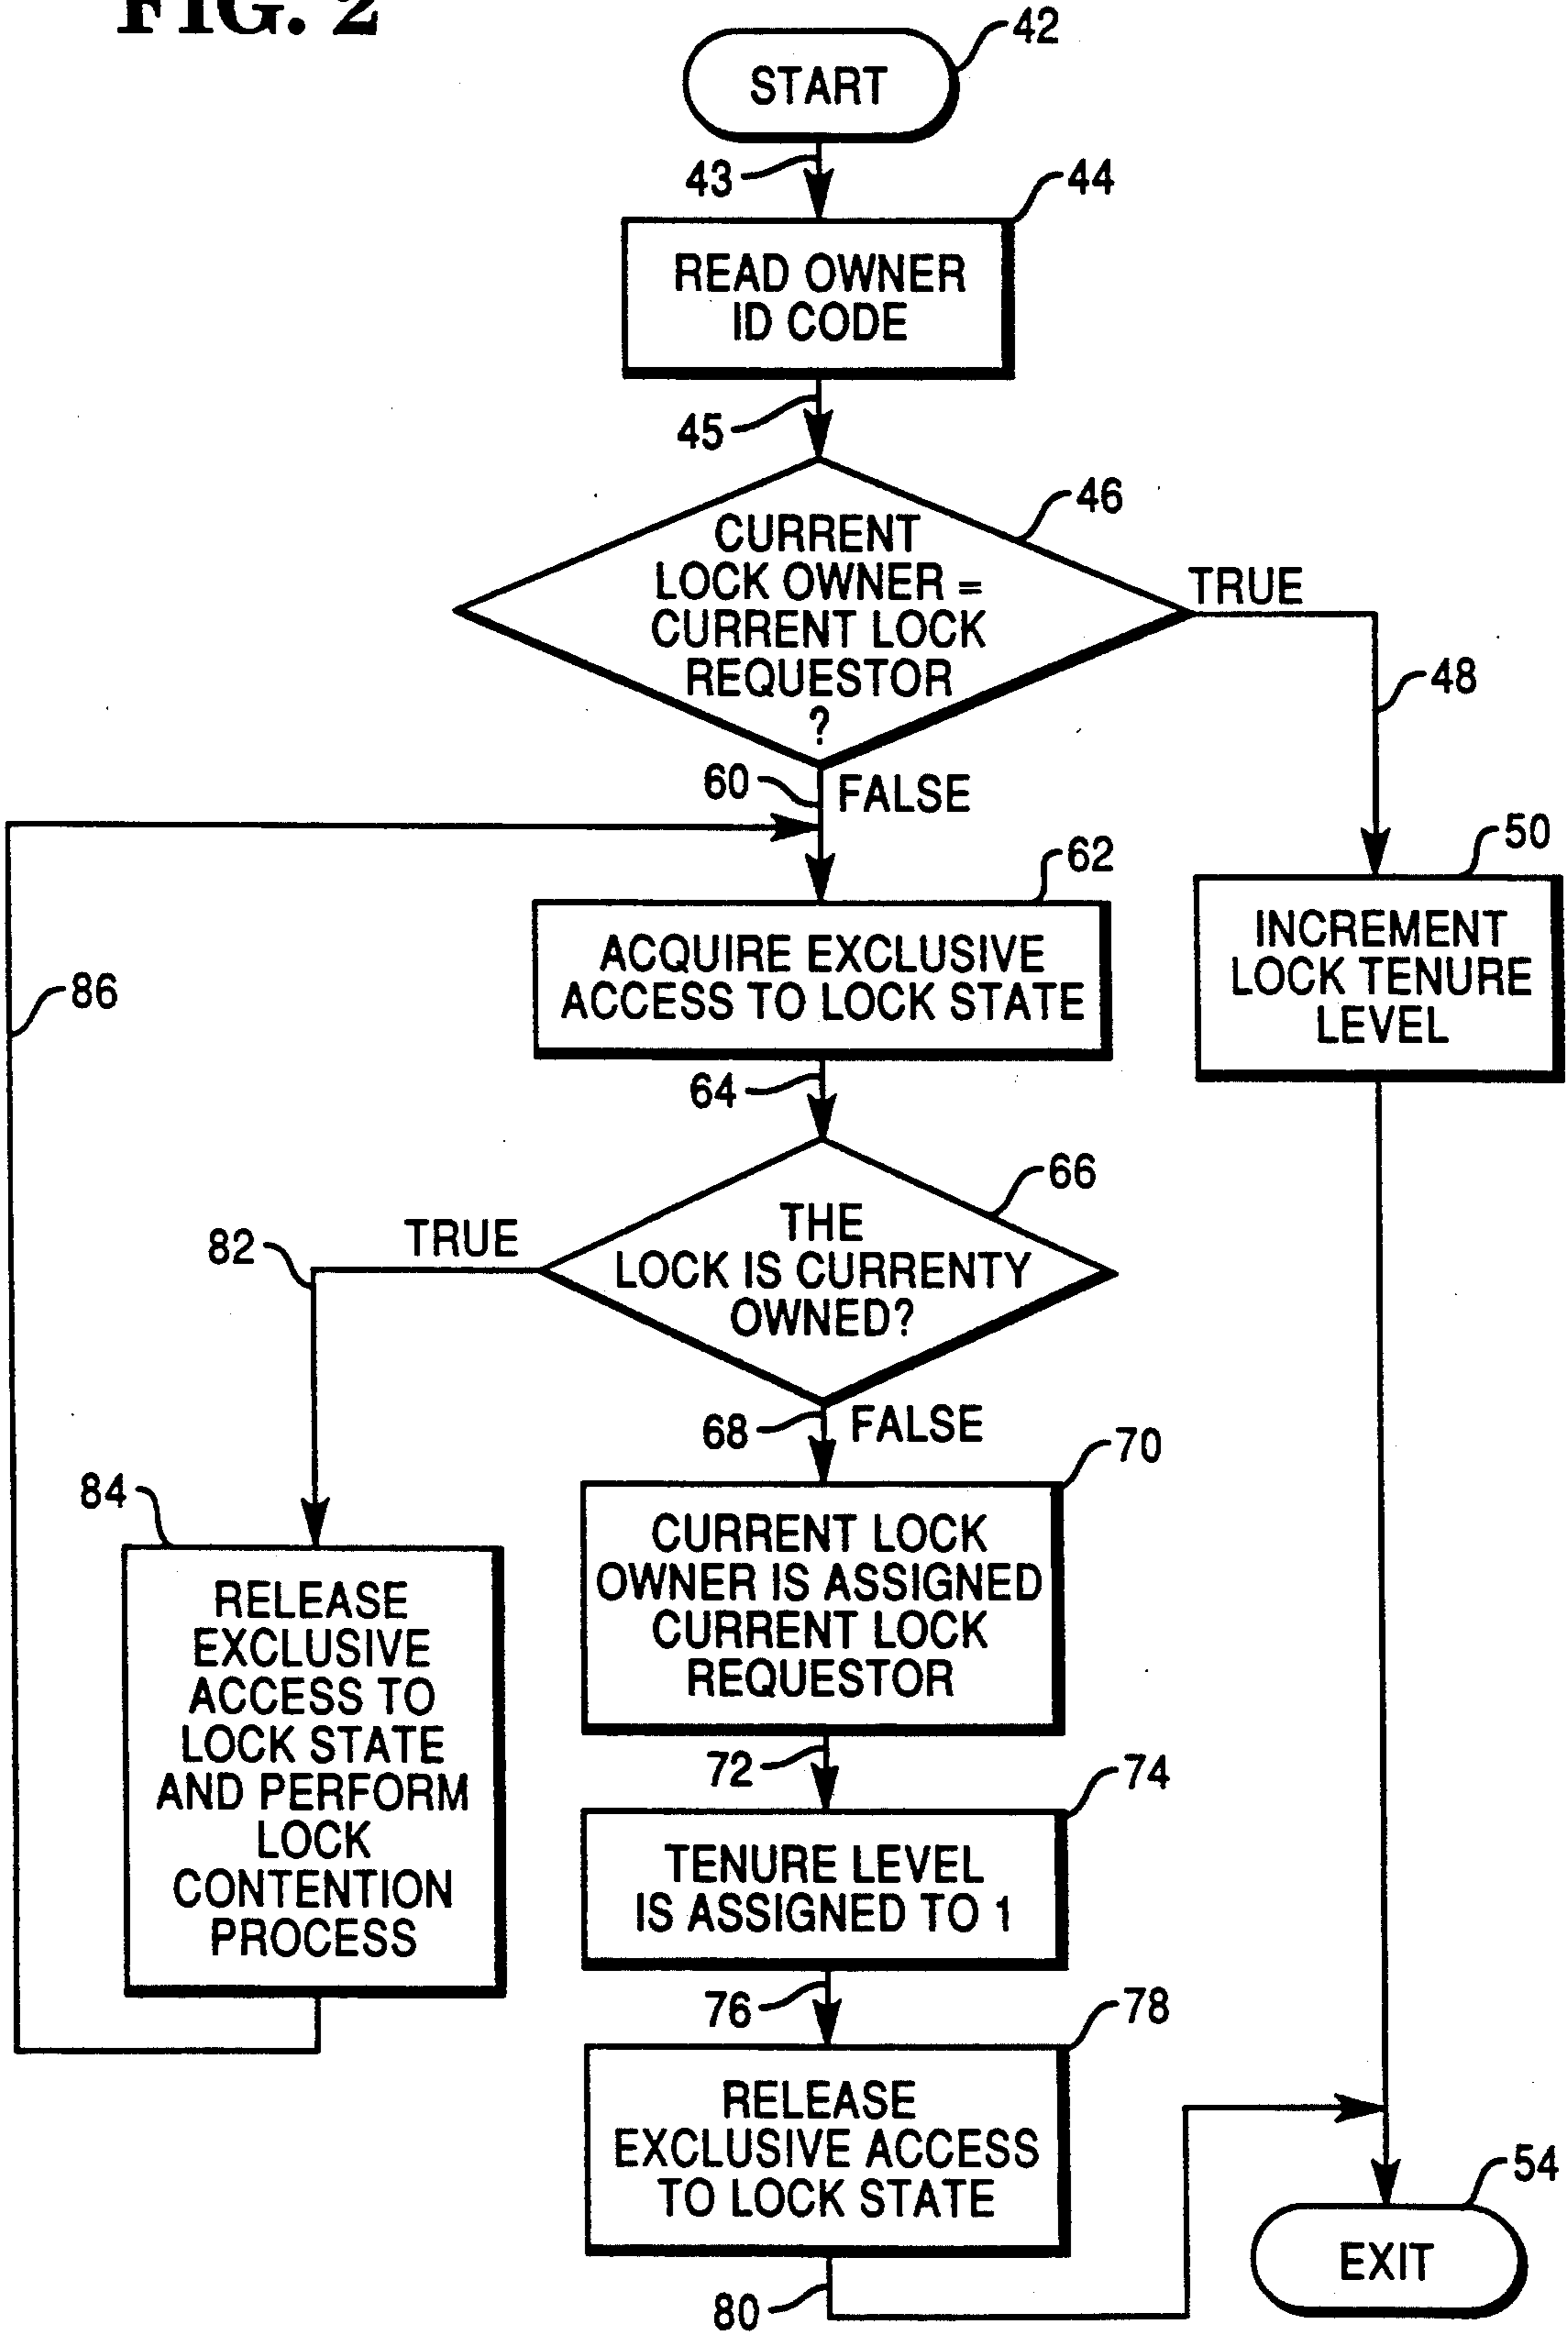 FIG. 2
42
START
43
44
READ OWNER
ID CODE
45
46
CURRENT
LOCK OWNER =
CURRENT LOCK
REQUESTOR
?
TRUE
48
60
FALSE
50
62
INCREMENT
LOCK TENURE
LEVEL
ACQUIRE EXCLUSIVE
ACCESS TO LOCK STATE
86
64
66
THE
LOCK IS CURRENTY
OWNED?
TRUE
82
68
FALSE
70
84
CURRENT LOCK
OWNER IS ASSIGNED
CURRENT LOCK
REQUESTOR
RELEASE
EXCLUSIVE
ACCESS TO
LOCK STATE
AND PERFORM
LOCK
CONTENTION
PROCESS
72
74
TENURE LEVEL
IS ASSIGNED TO 1
76
78
RELEASE
EXCLUSIVE ACCESS
TO LOCK STATE
54
EXIT
80